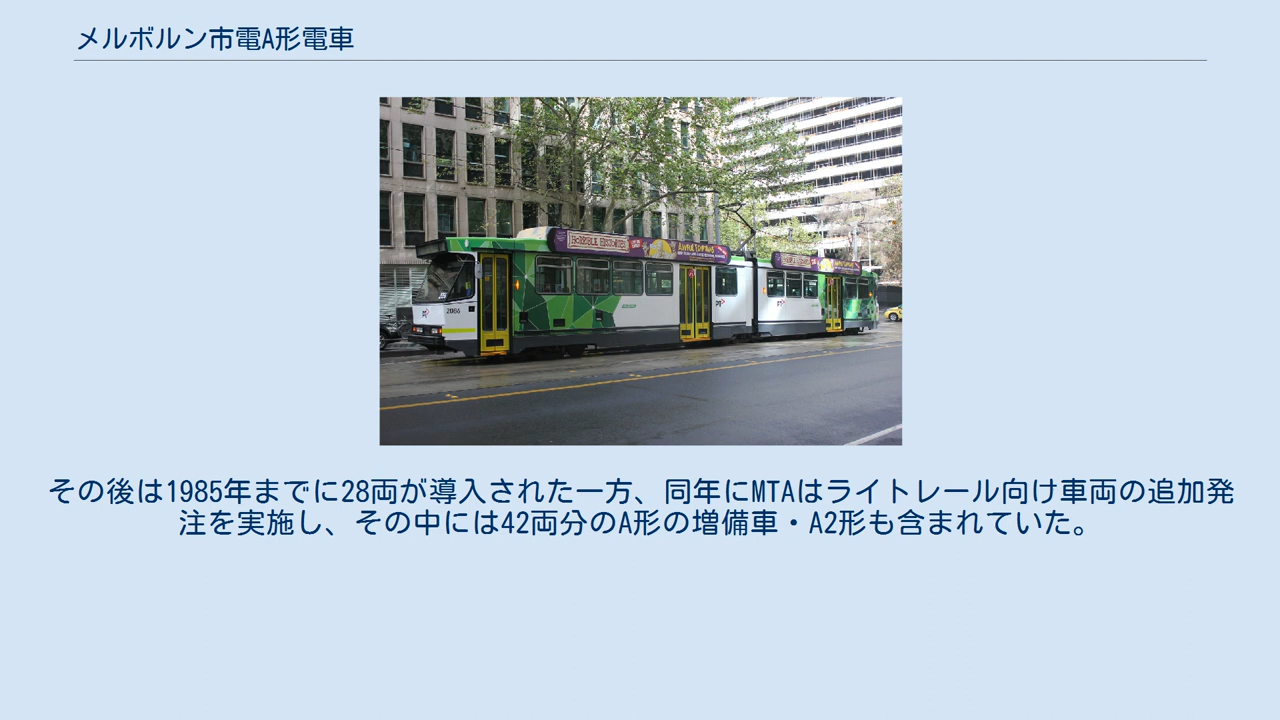 メルボルン市電A形電車
HORRIBLE HISTORIES
2066
その後は1985年までに28両が導入された一方、同年にMTAはライトレール向け車両の追加発
注を実施し、その中には42両分のA形の増備車・A2形も含まれていた。